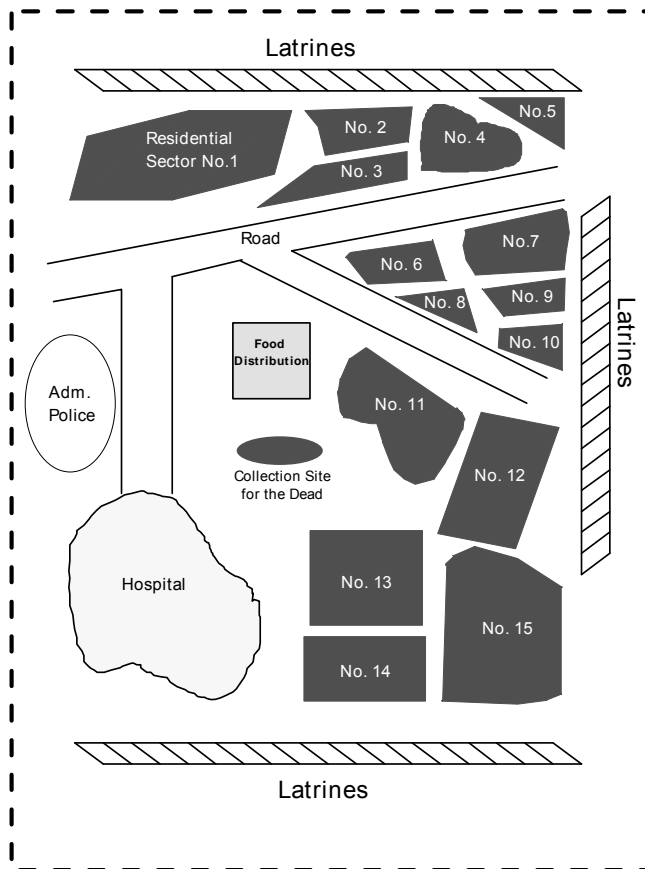 Latrines
Residential
Sector No.1
No. 2
No. 3
No. 4
No.5
Road
No. 6
No.7
No. 8
No. 9
No. 10
Latrines
Food
Distribution
Adm.
Police
No. 11
Collection Site
for the Dead
No. 12
Hospital
No. 13
No. 14
No. 15
Latrines